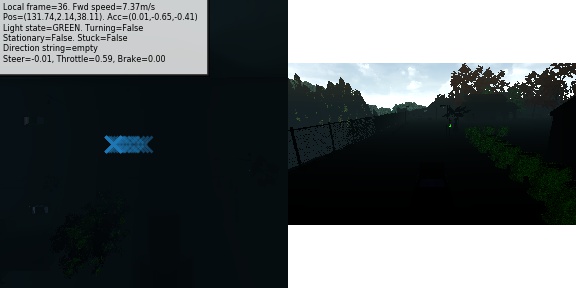 Local frame=36. Fwd speed=7.37m/s
Pos=(131.74,2.14,38.11). Acc=(0.01,-0.65,-0.41)
Light state=GREEN. Turning=False
Stationary=False. Stuck=False
Direction string=empty
Steer=-0.01, Throttle=0.59, Brake=0.00